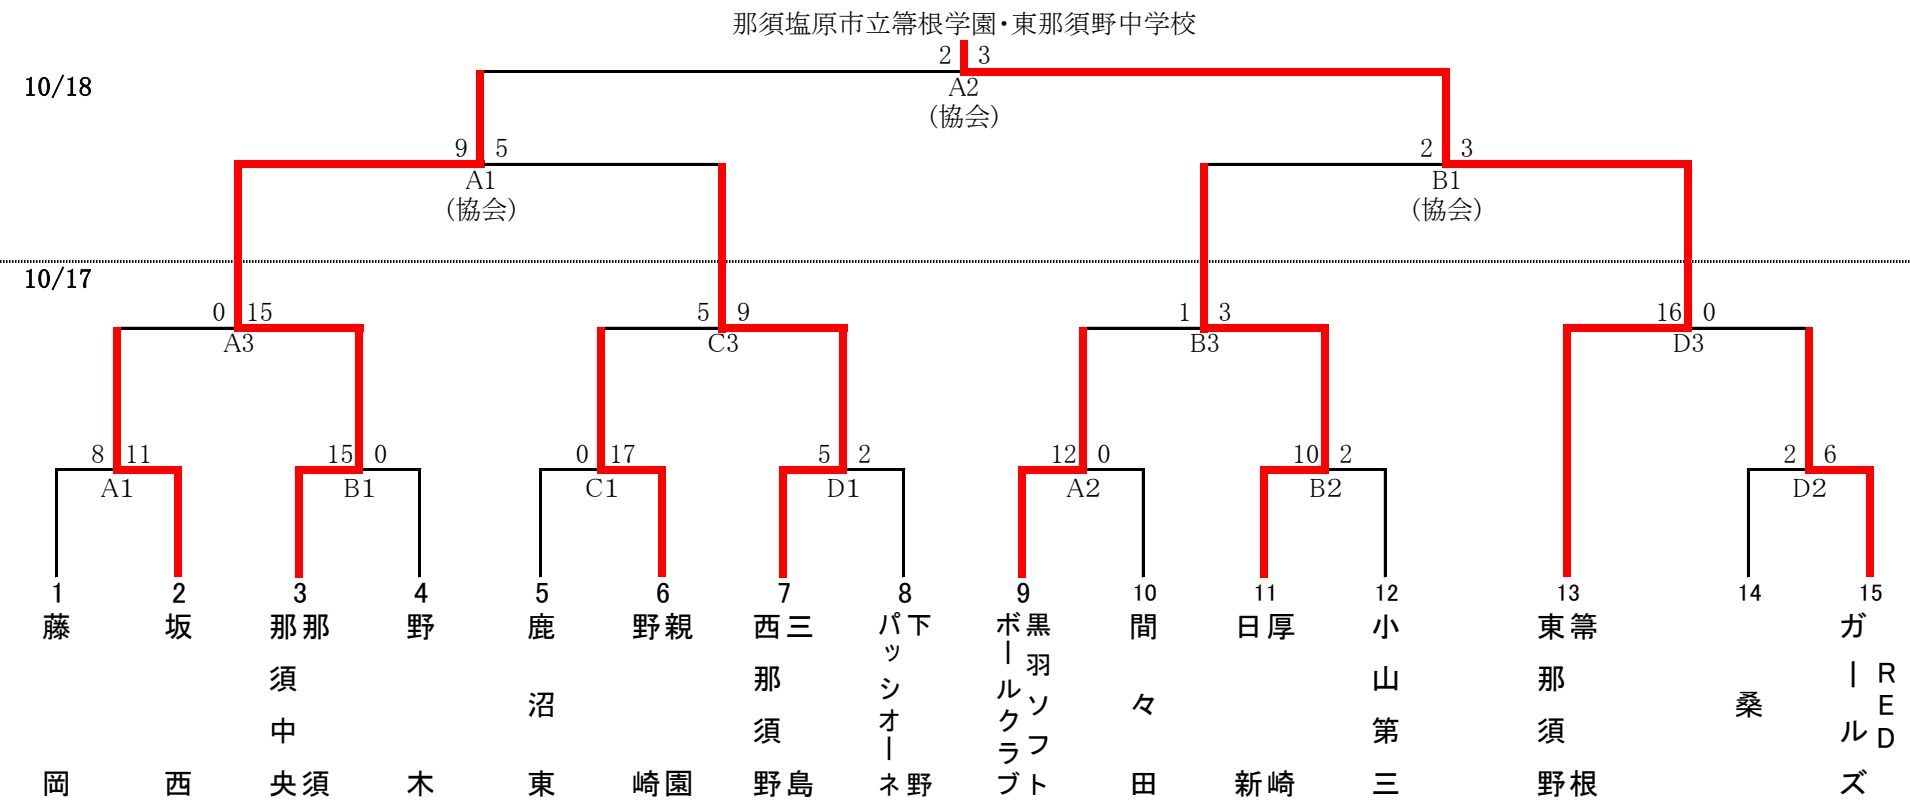 那須塩原市立箒根学園・東那須野中学校
2 3
10/18
A2
(協会)
9 5
2 3
A1
(協会)
B1
(協会)
10/17
0 15
5 9
1 3
16 0
A3
C3
B3
D3
8 11
15 0
0 17
5 2
12 0
10 2
2 6
A1
B1
C1
D1
A2
B2
D2
1
2
3
4
5
6
7
8
9
10
11
12
13
14
15
藤岡
坂西
那須
那須中央
野木
鹿沼東
親園
野崎
三島
西那須野
下野
パッシオーネ
黒羽ソフト
ボールクラブ
間々田
厚崎
日新
小山第三
箒根
東那須野
桑
RED
ガールズ